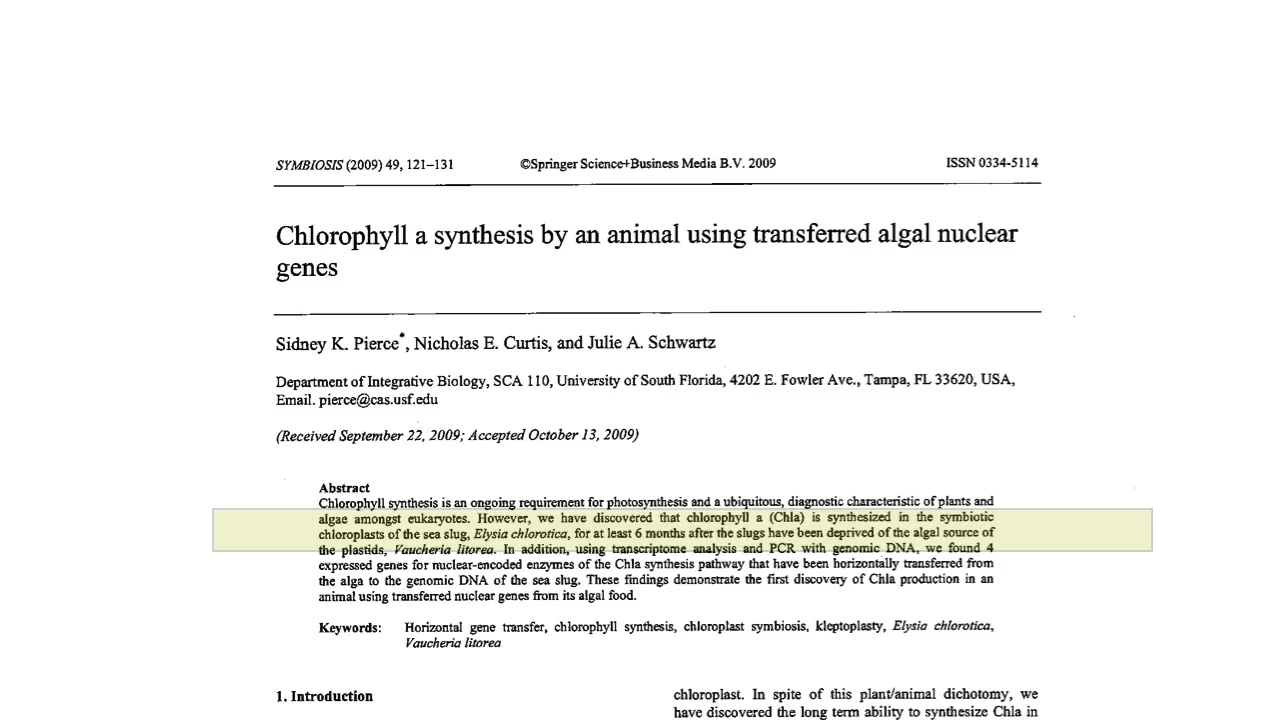 SYMBIOSIS (2009) 49, 121–131 ©Springer Science+Business Media B.V. 2009 ISSN 0334-5114
Chlorophyll a synthesis by an animal using transferred algal nuclear
genes
Sidney K. Pierce*, Nicholas E. Curtis, and Julie A. Schwartz
Department of Integrative Biology, SCA 110, University of South Florida, 4202 E. Fowler Ave., Tampa, FL 33620, USA,
Email. pierce@cas.usf.edu
(Received September 22, 2009; Accepted October 13, 2009)
Abstract
Chlorophyll synthesis is an ongoing requirement for photosynthesis and a ubiquitous, diagnostic characteristic of plants and
algae amongst eukaryotes. However, we have discovered that chlorophyll a (Chla) is synthesized in the symbiotic
chloroplasts of the sea slug, Elysia chlorotica, for at least 6 months after the slugs have been deprived of the algal source of
the plastids, Vaucheria litorea. In addition, using transcriptome analysis and PCR with genomic DNA, we found 4
expressed genes for nuclear-encoded enzymes of the Chla synthesis pathway that have been horizontally transferred from
the alga to the genomic DNA of the sea slug. These findings demonstrate the first discovery of Chla production in an
animal using transferred nuclear genes from its algal food.
Keywords: Horizontal gene transfer, chlorophyll synthesis, chloroplast symbiosis, kleptoplasty, Elysia chlorotica,
Vaucheria litorea
1. Introduction
chloroplast. In spite of this plant/animal dichotomy, we
have discovered the long term ability to synthesize Chla in